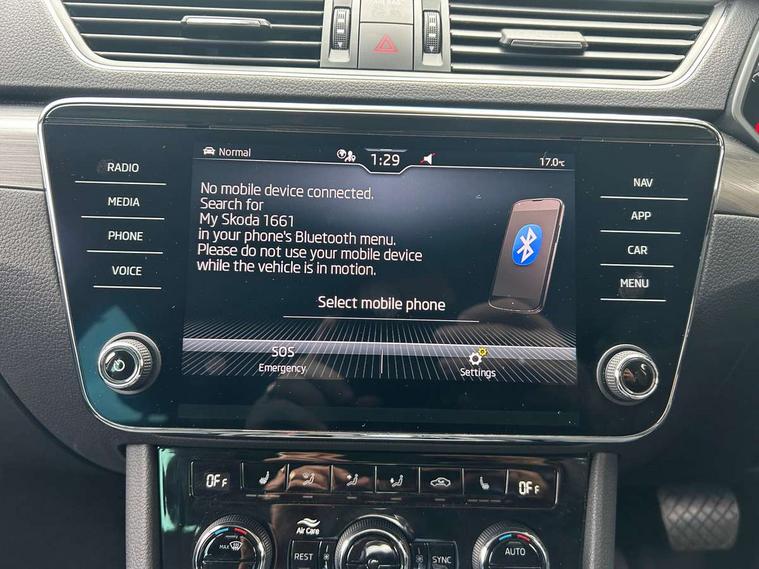 Normal
1:29
17.0°C
RADIO
MEDIA
PHONE
VOICE
No mobile device connected.
Search for
My Skoda 1661
in your phone's Bluetooth menu.
Please do not use your mobile device
while the vehicle is in motion.
Select mobile phone
SOS
Emergency
Settings
NAV
APP
CAR
MENU
OFF
OFF
MAX
Air Care
REST
SYNC
AUTO